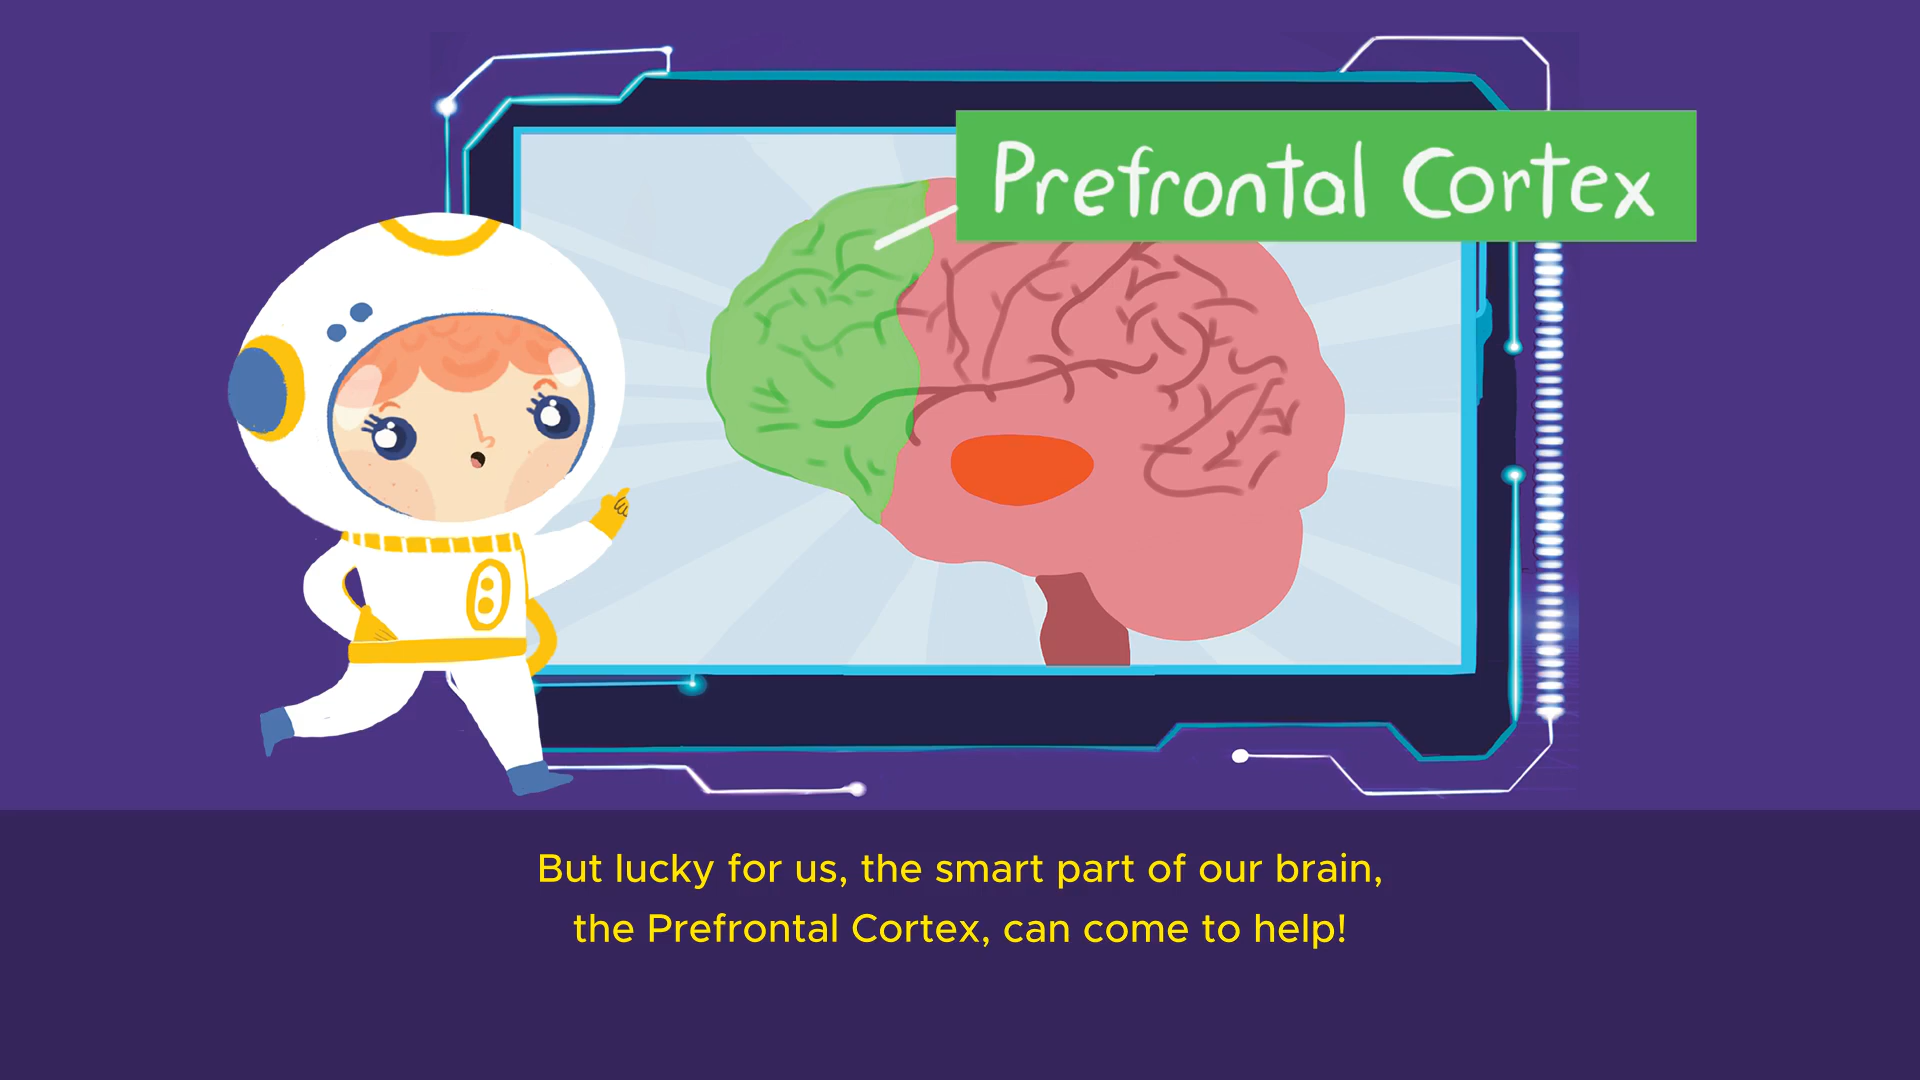 Prefrontal Cortex
But lucky for us, the smart part of our brain,
the Prefrontal Cortex, can come to help!